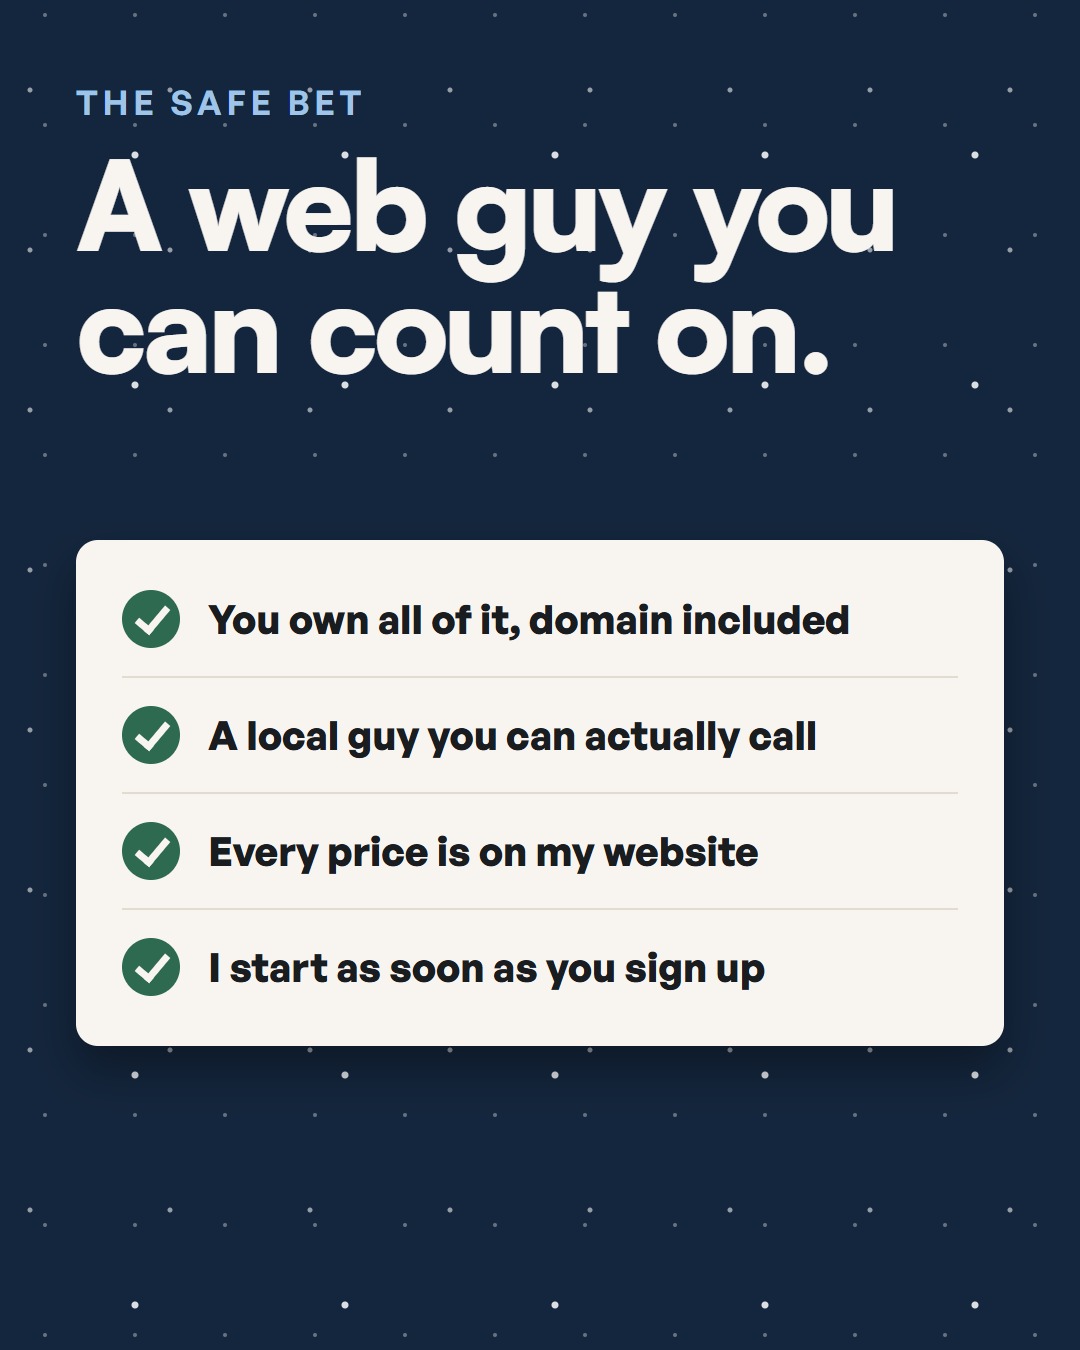 THE SAFE BET
A web guy you
can count on.
You own all of it, domain included
A local guy you can actually call
Every price is on my website
I start as soon as you sign up